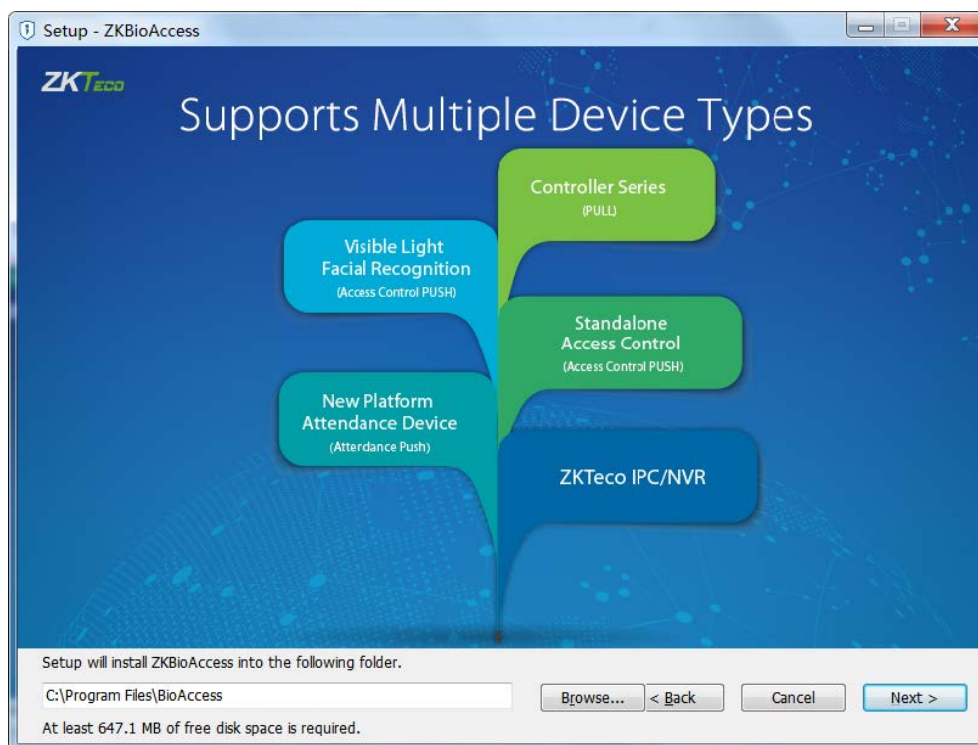 Setup - ZKBioAccess
ZKTECO
Supports Multiple Device Types
Controller Series
(PULL)
Visible Light
Facial Recognition
(Access Control PUSH)
Standalone
Access Control
(Access Control PUSH)
New Platform
Attendance Device
(Atterdance Push)
ZKTeco IPC/NVR
Setup will install ZKBioAccess into the following folder.
C:\Program Files\BioAccess
Browse...
< Back
Cancel
Next >
At least 647.1 MB of free disk space is required.